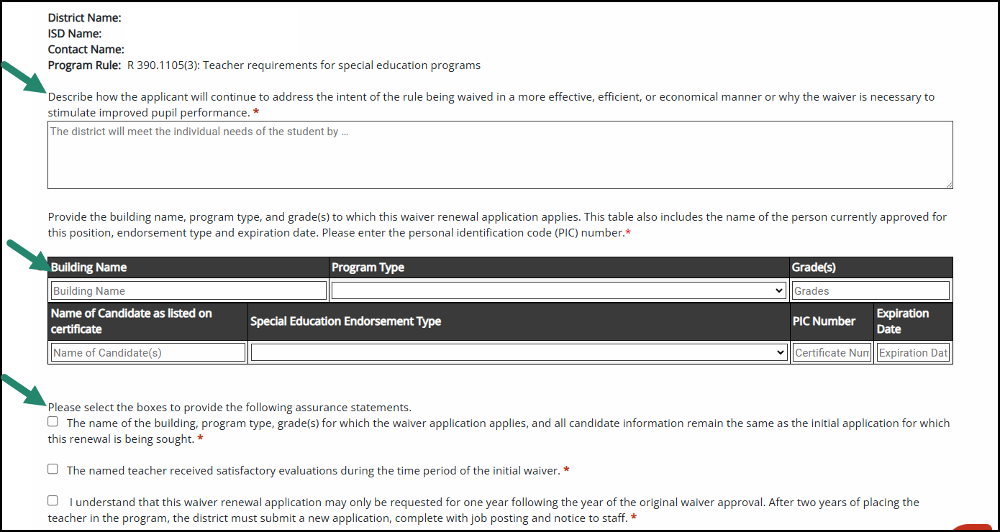 District Name:
ISD Name:
Contact Name:
Program Rule: R 390.1105(3): Teacher requirements for special education programs
Describe how the applicant will continue to address the intent of the rule being waived in a more effective, efficient, or economical manner or why the waiver is necessary to
stimulate improved pupil performance. *
The district will meet the individual needs of the student by ...
Provide the building name, program type, and grade(s) to which this waiver renewal application applies. This table also includes the name of the person currently approved for
this position, endorsement type and expiration date. Please enter the personal identification code (PIC) number.*
Building Name Program Type Grade(s)
Building Name Grades
Name of Candidate as listed on
certificate Special Education Endorsement Type PIC Number Expiration
Date
Name of Candidate(s) Certificate Num Expiration Dat
Please select the boxes to provide the following assurance statements.
The name of the building, program type, grade(s) for which the waiver application applies, and all candidate information remain the same as the initial application for which
this renewal is being sought. *
The named teacher received satisfactory evaluations during the time period of the initial waiver. *
I understand that this waiver renewal application may only be requested for one year following the year of the original waiver approval. After two years of placing the
teacher in the program, the district must submit a new application, complete with job posting and notice to staff. *